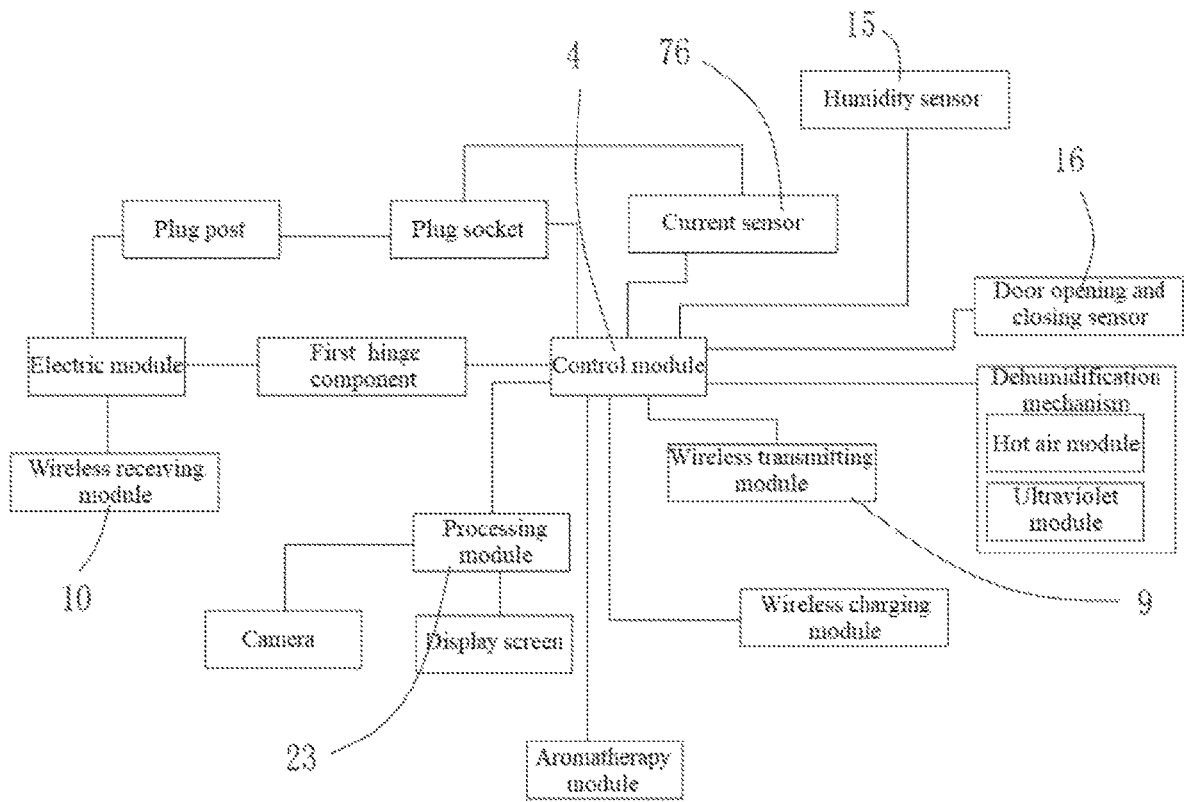 15
76
4
Humidity sensor
16
Plug post
Plug socket
Current sensor
Door opening and
closing sensor
Electric module
First hinge
component
Control module
Dehumidification
mechanism
Hot air module
Wireless receiving
module
Wireless transmitting
module
Ultraviolet
module
Processing
module
10
9
Camera
Display screen
Wireless charging
module
23
Aromatherapy
module